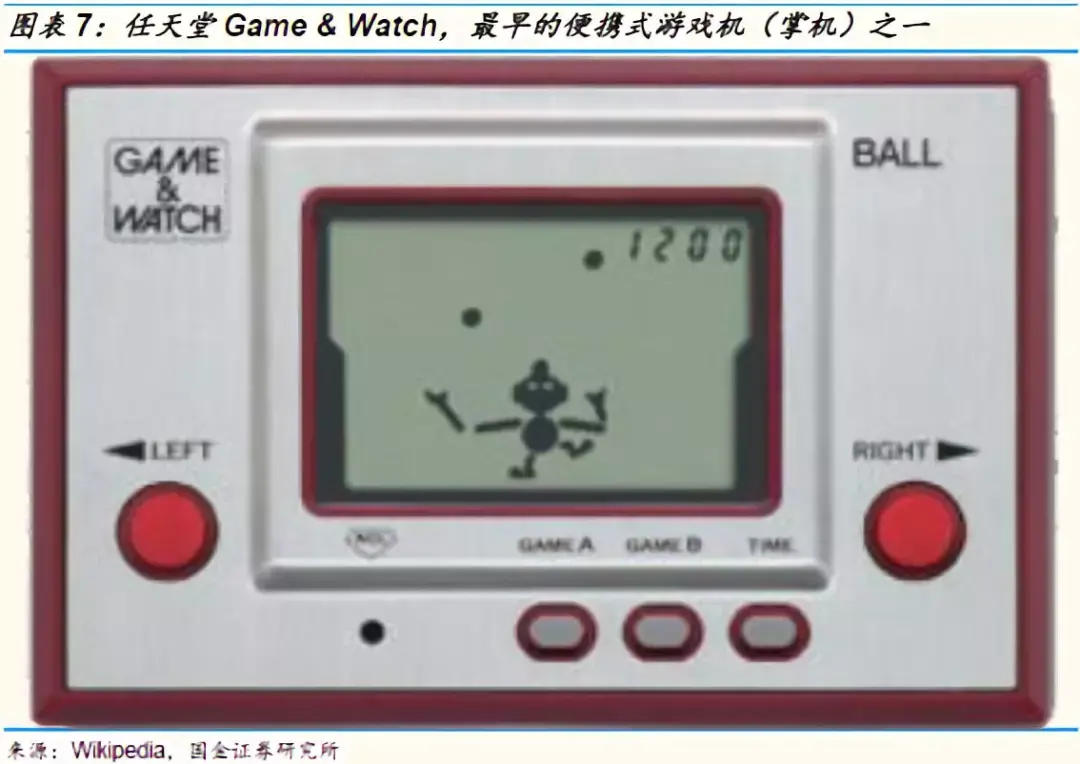 图表7：任天堂 Game & Watch，最早的便携式游戏机（掌机）之一
GAME
&
WATCH
BALL
1200
◀LEFT
RIGHT▶
GAME A GAME B TIME
来源：Wikipedia，国金证券研究所